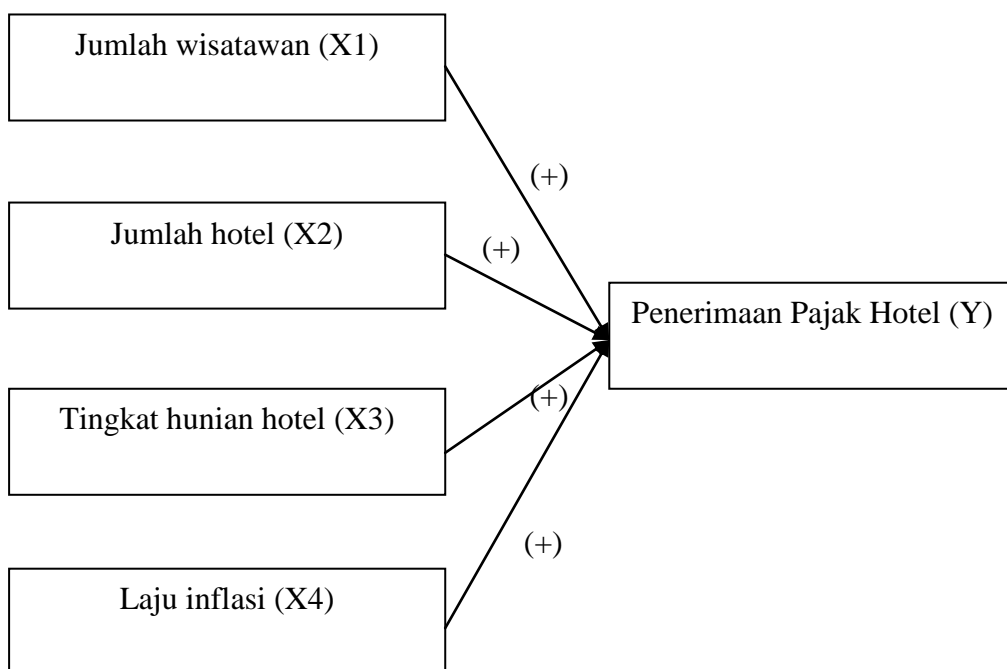 Jumlah wisatawan (X1)
(+)
Jumlah hotel (X2)
(+)
Penerimaan Pajak Hotel (Y)
Tingkat hunian hotel (X3)
(+)
(+)
Laju inflasi (X4)